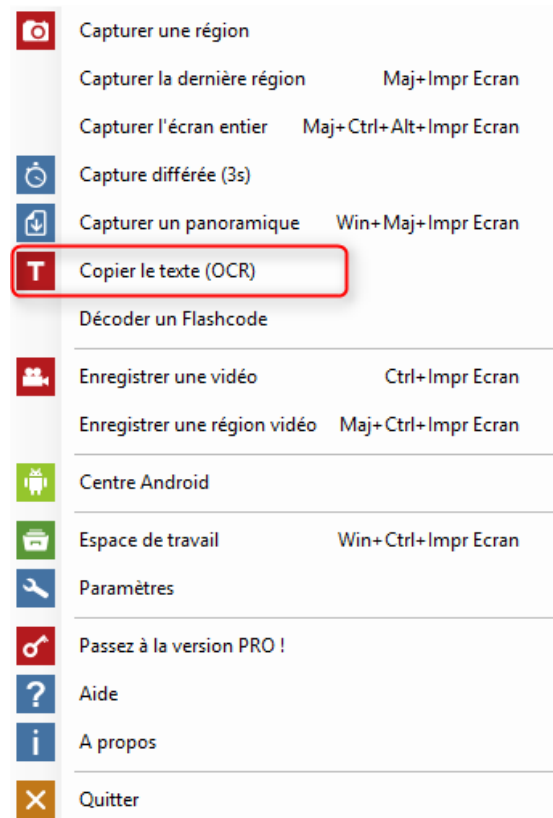 Capturer une région
Capturer la dernière région Maj+Impr Ecran
Capturer l'écran entier Maj+Ctrl+Alt+Impr Ecran
Capture différée (3s)
Capturer un panoramique Win+Maj+Impr Ecran
T Copier le texte (OCR)
Décoder un Flashcode
Enregistrer une vidéo Ctrl+Impr Ecran
Enregistrer une région vidéo Maj+Ctrl+Impr Ecran
Centre Android
Espace de travail Win+Ctrl+Impr Ecran
Paramètres
Passez à la version PRO !
? Aide
i A propos
Quitter